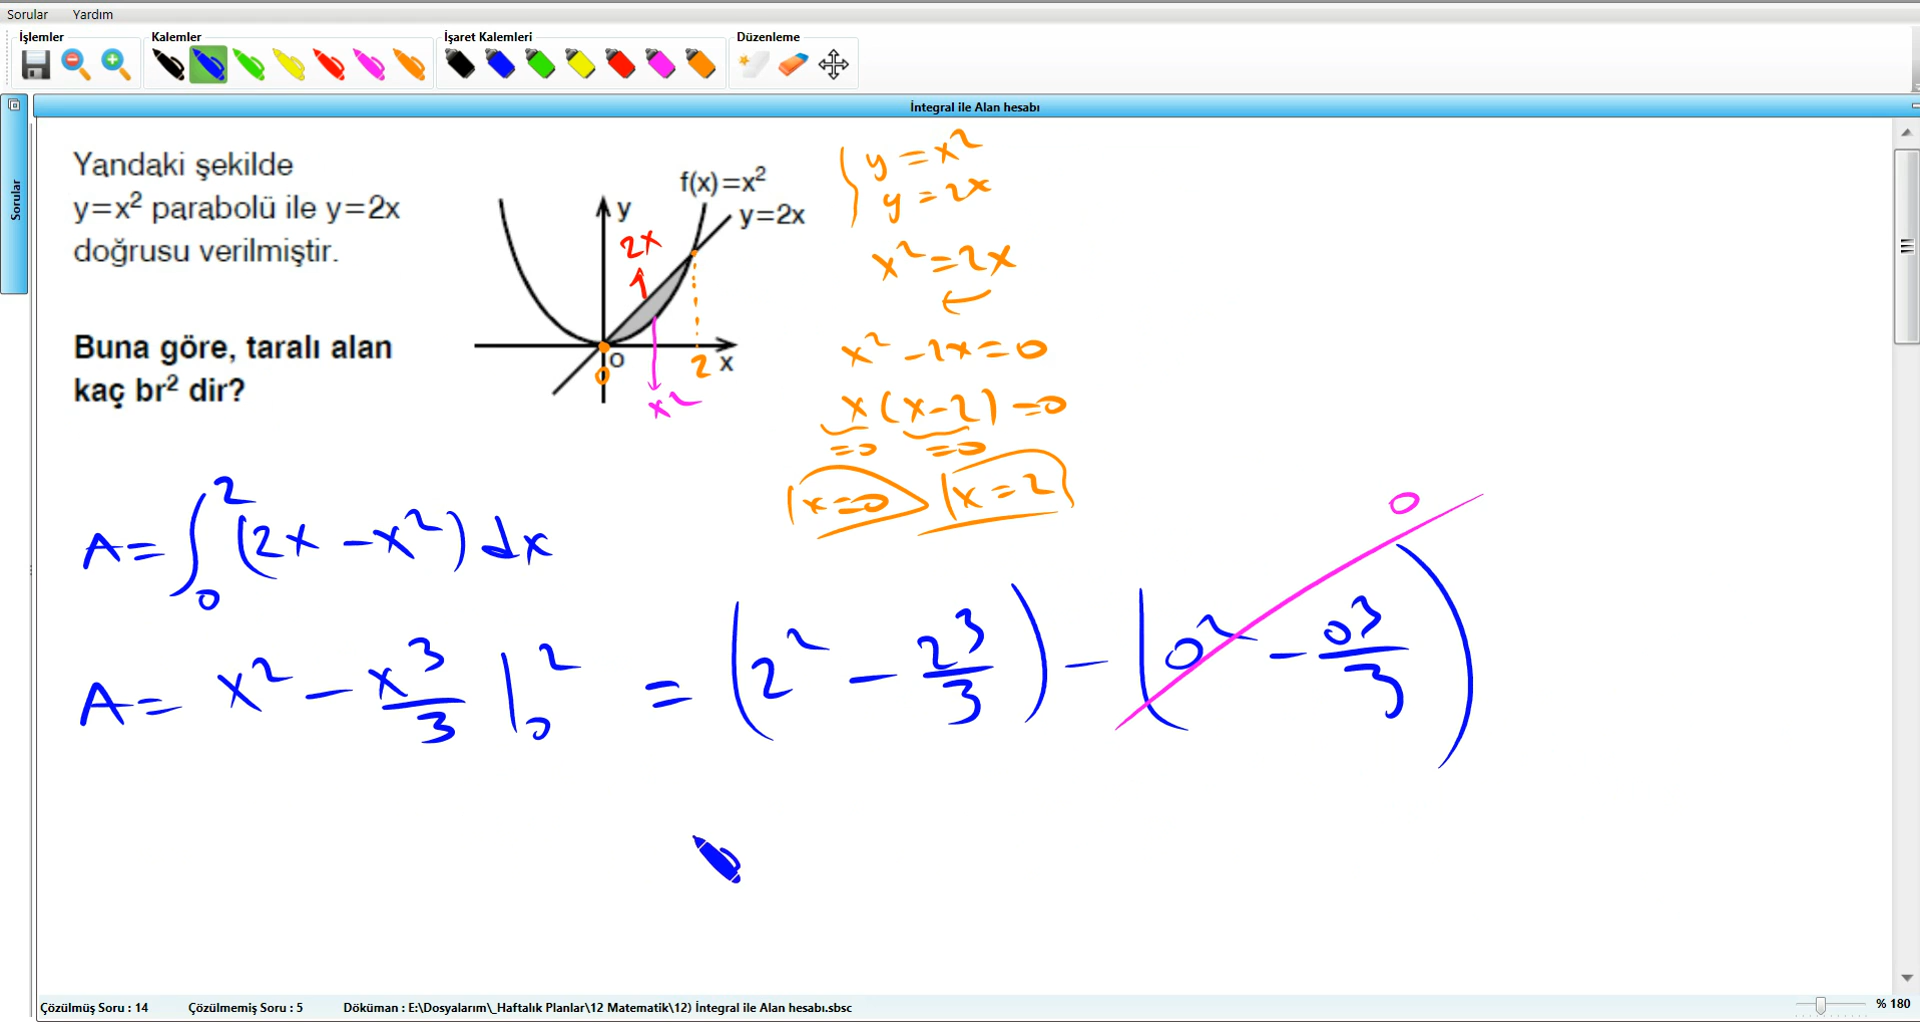 Sorular Yardım
İşlemler Kalemler İşaret Kalemleri Düzenleme
İntegral ile Alan hesabı
Sorular
Yandaki şekilde
y=x² parabolü ile y=2x
doğrusu verilmiştir.
Buna göre, taralı alan
kaç br² dir?
f(x)=x²
y
y=2x
2x
O
0
2 x
x²
y = x²
y = 2x
x² = 2x
x² - 2x = 0
x (x-2) = 0
=0 =0
x=0 x=2
A = ∫₀² (2x - x²) dx
0
A = x² - x³/3 |₀² = (2² - 2³/3) - (0² - 0³/3)
Çözülmüş Soru : 14 Çözülmemiş Soru : 5 Döküman : E:\Dosyalarım\_Haftalık Planlar\12 Matematik\12) İntegral ile Alan hesabı.sbsc % 180